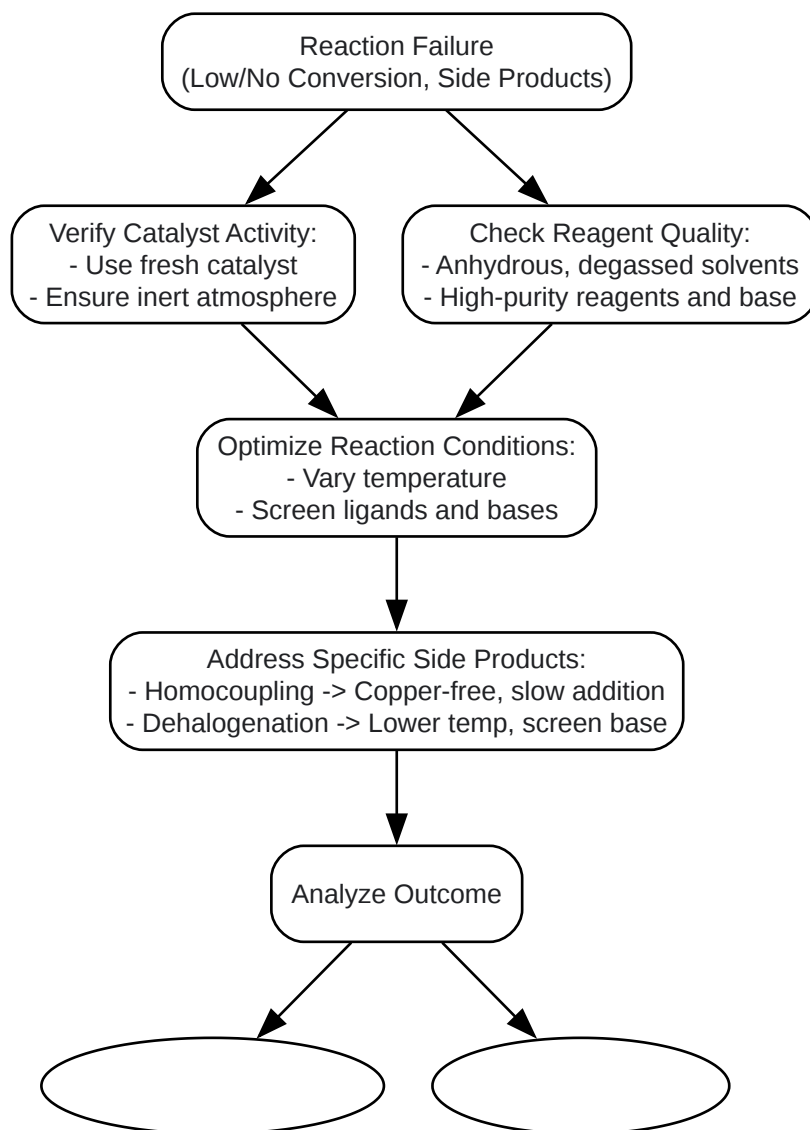 Reaction Failure
(Low/No Conversion, Side Products)
Verify Catalyst Activity:
- Use fresh catalyst
- Ensure inert atmosphere
Check Reagent Quality:
- Anhydrous, degassed solvents
- High-purity reagents and base
Optimize Reaction Conditions:
- Vary temperature
- Screen ligands and bases
Address Specific Side Products:
- Homocoupling -> Copper-free, slow addition
- Dehalogenation -> Lower temp, screen base
Analyze Outcome